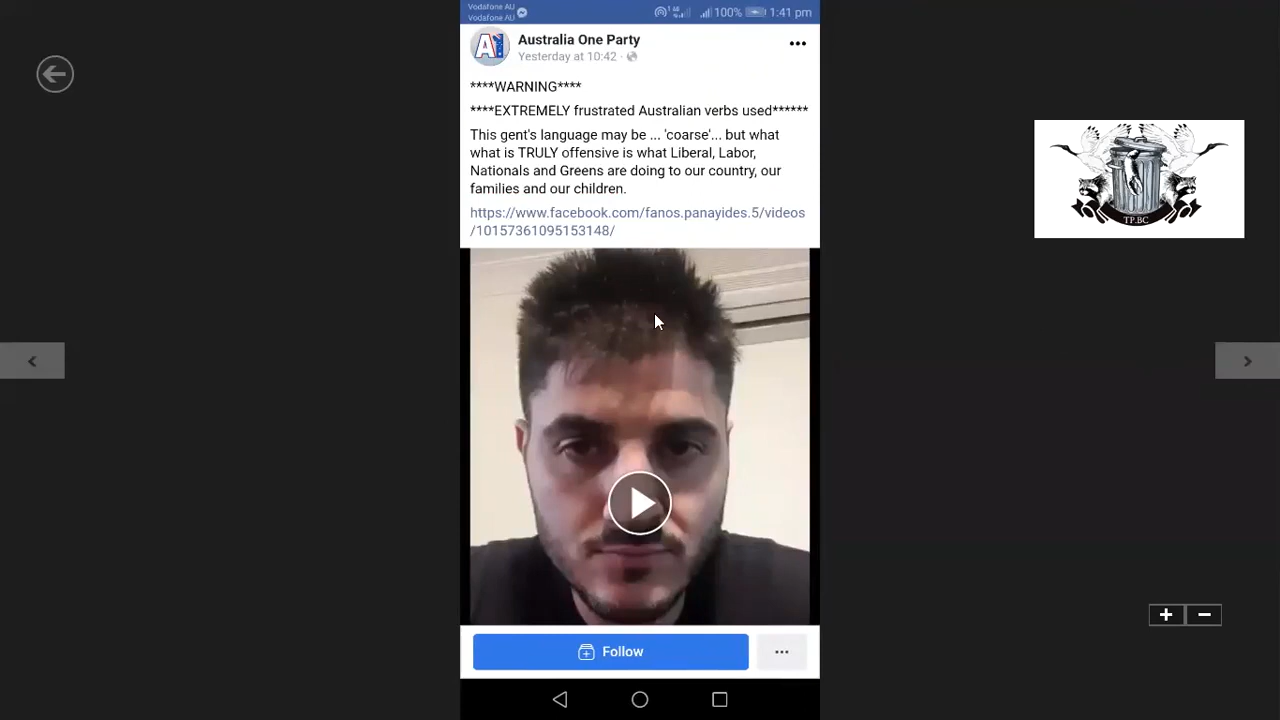 Vodafone AU
Vodafone AU
100% 1:41 pm
A1
Australia One Party
Yesterday at 10:42 ·
****WARNING****
****EXTREMELY frustrated Australian verbs used******
This gent's language may be ... 'coarse'... but what
what is TRULY offensive is what Liberal, Labor,
Nationals and Greens are doing to our country, our
families and our children.
https://www.facebook.com/fanos.panayides.5/videos
/10157361095153148/
TP.BC
Follow